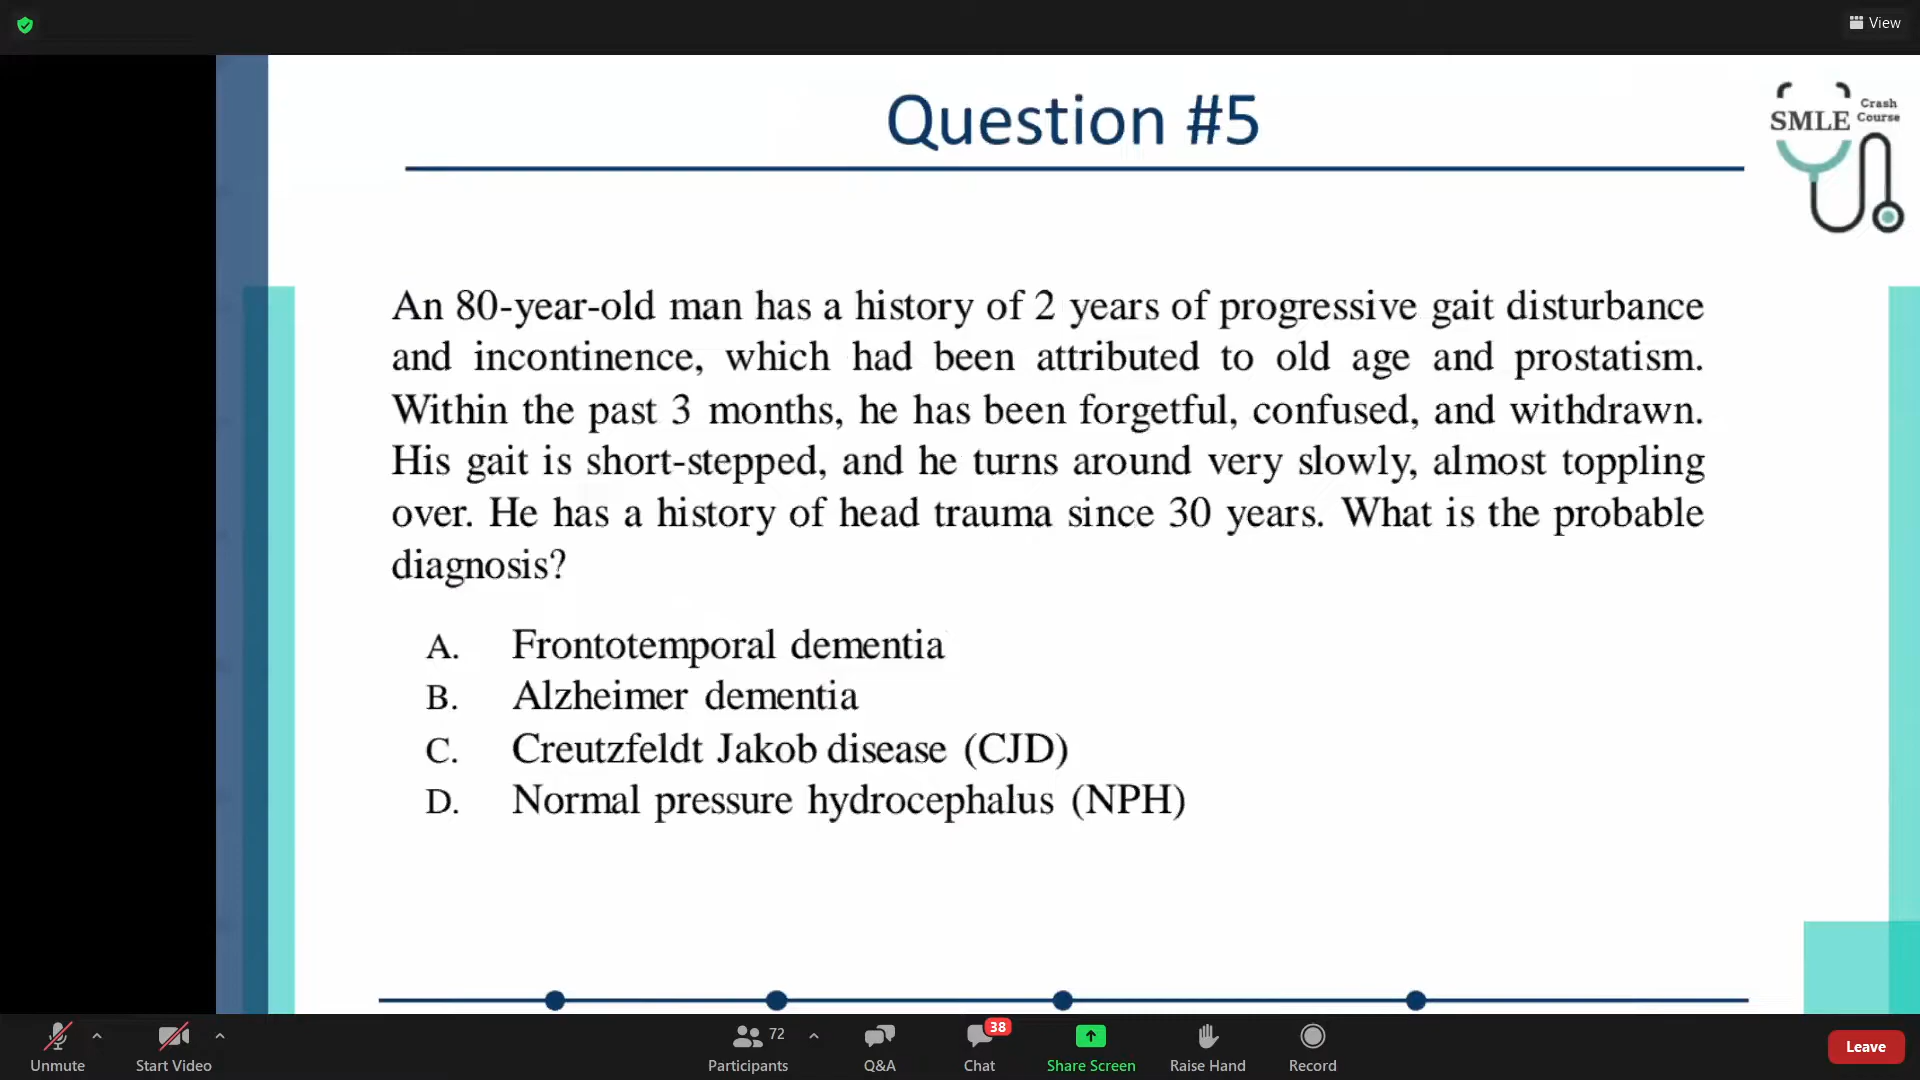 View
Question #5
SMLE Crash
Course
An 80-year-old man has a history of 2 years of progressive gait disturbance
and incontinence, which had been attributed to old age and prostatism.
Within the past 3 months, he has been forgetful, confused, and withdrawn.
His gait is short-stepped, and he turns around very slowly, almost toppling
over. He has a history of head trauma since 30 years. What is the probable
diagnosis?
A. Frontotemporal dementia
B. Alzheimer dementia
C. Creutzfeldt Jakob disease (CJD)
D. Normal pressure hydrocephalus (NPH)
72
38
Unmute
Start Video
Participants
Q&A
Chat
Share Screen
Raise Hand
Record
Leave